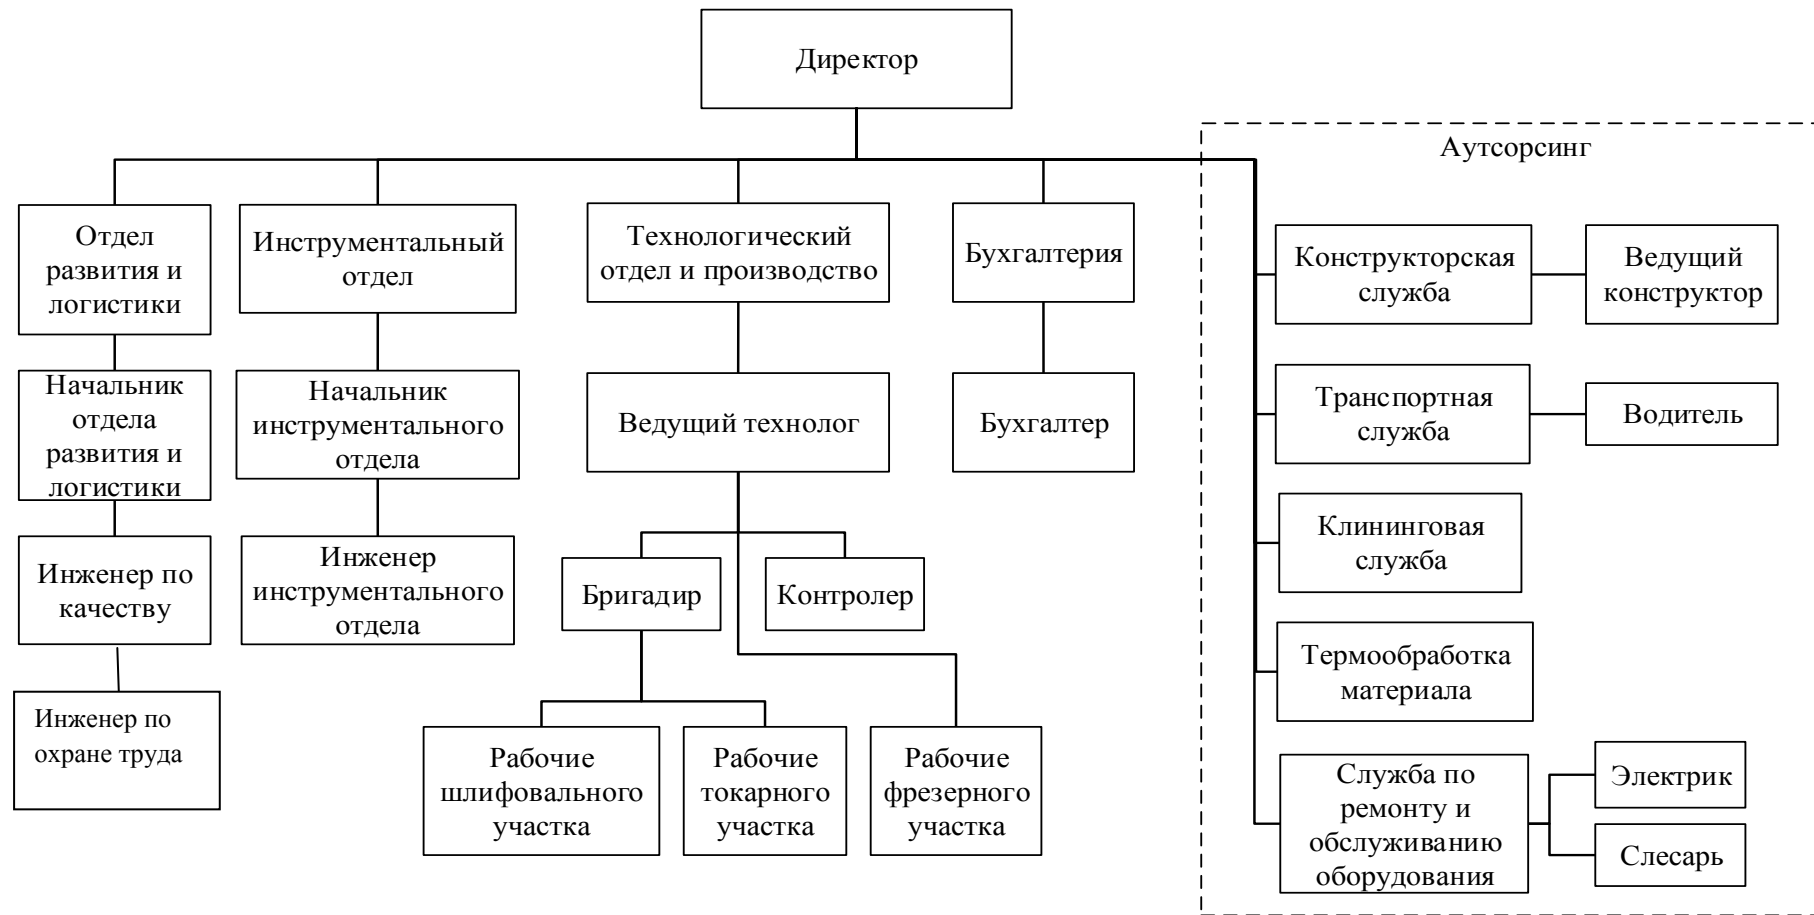 Директор
Аутсорсинг
Отдел
развития и
логистики
Инструментальный
отдел
Технологический
отдел и производство
Бухгалтерия
Конструкторская
служба
Ведущий
конструктор
Начальник
отдела
развития и
логистики
Начальник
инструментального
отдела
Ведущий технолог
Бухгалтер
Транспортная
служба
Водитель
Клининговая
служба
Инженер по
качеству
Инженер
инструментального
отдела
Бригадир
Контролер
Термообработка
материала
Инженер по
охране труда
Рабочие
шлифовального
участка
Рабочие
токарного
участка
Рабочие
фрезерного
участка
Служба по
ремонту и
обслуживанию
оборудования
Электрик
Слесарь